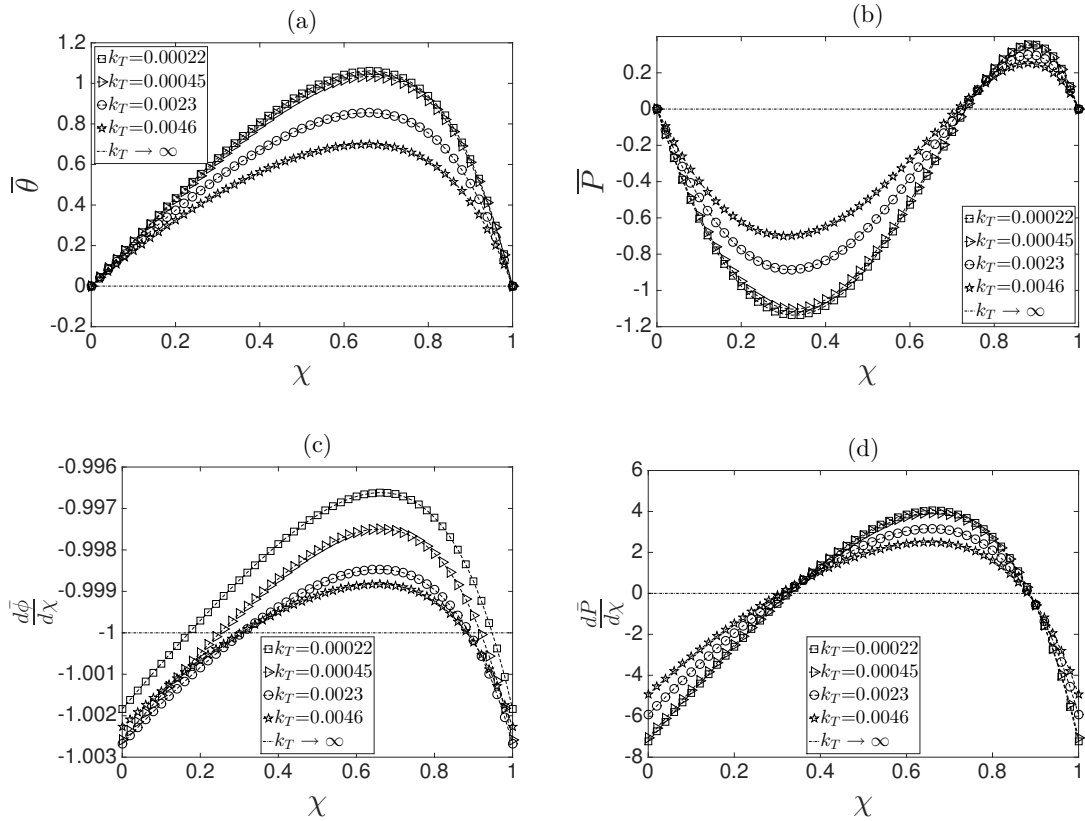 (a)
1.2
1
0.8
0.6
0.4
0.2
0
-0.2
0 0.2 0.4 0.6 0.8 1
θ̅
χ
k_T=0.00022
k_T=0.00045
k_T=0.0023
k_T=0.0046
k_T → ∞
(b)
0.2
0
-0.2
-0.4
-0.6
-0.8
-1
-1.2
0 0.2 0.4 0.6 0.8 1
P̅
χ
k_T=0.00022
k_T=0.00045
k_T=0.0023
k_T=0.0046
k_T → ∞
(c)
-0.996
-0.997
-0.998
-0.999
-1
-1.001
-1.002
-1.003
0 0.2 0.4 0.6 0.8 1
dφ̄/dχ
χ
k_T=0.00022
k_T=0.00045
k_T=0.0023
k_T=0.0046
k_T → ∞
(d)
6
4
2
0
-2
-4
-6
-8
0 0.2 0.4 0.6 0.8 1
dP̄/dχ
χ
k_T=0.00022
k_T=0.00045
k_T=0.0023
k_T=0.0046
k_T → ∞